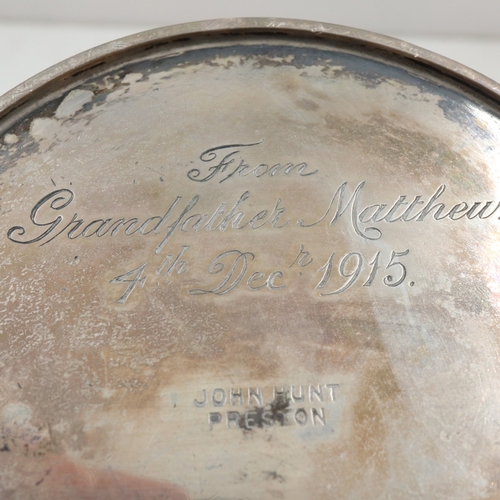 From
Grandfather Matthew
4th Decr. 1915.
JOHN HUNT
PRESTON